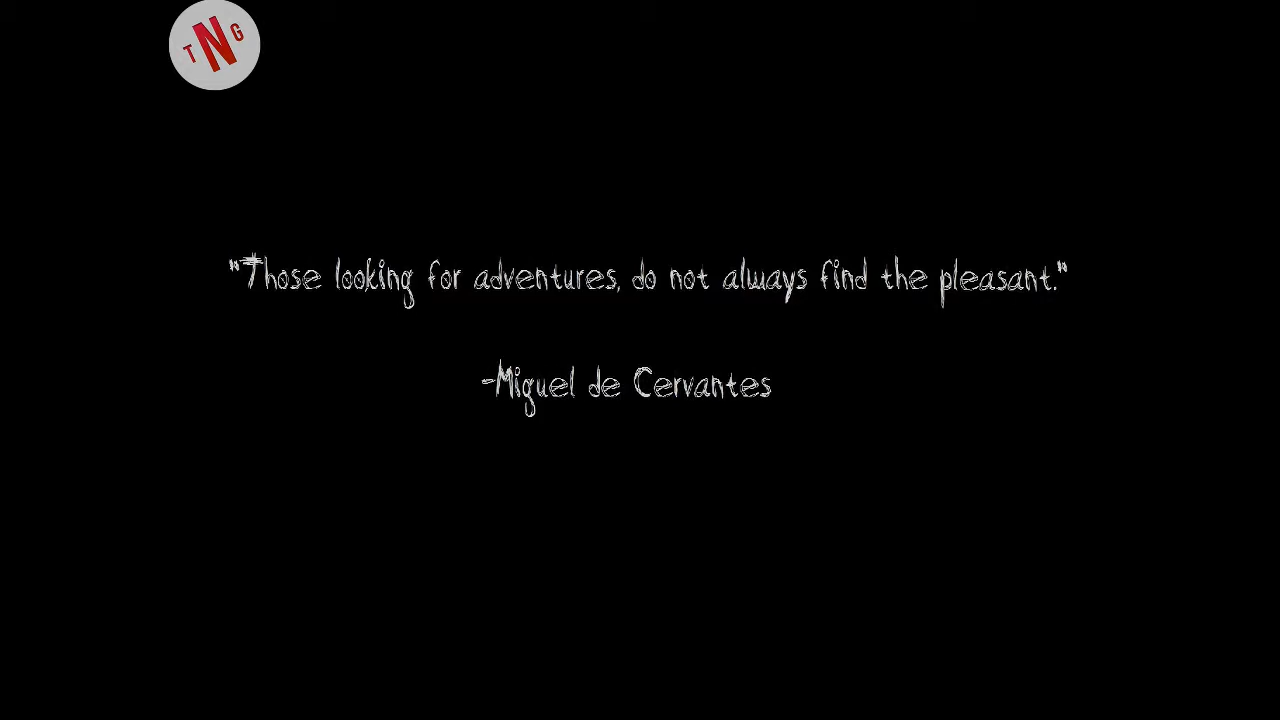 TNG
"Those looking for adventures, do not always find the pleasant."
-Miguel de Cervantes